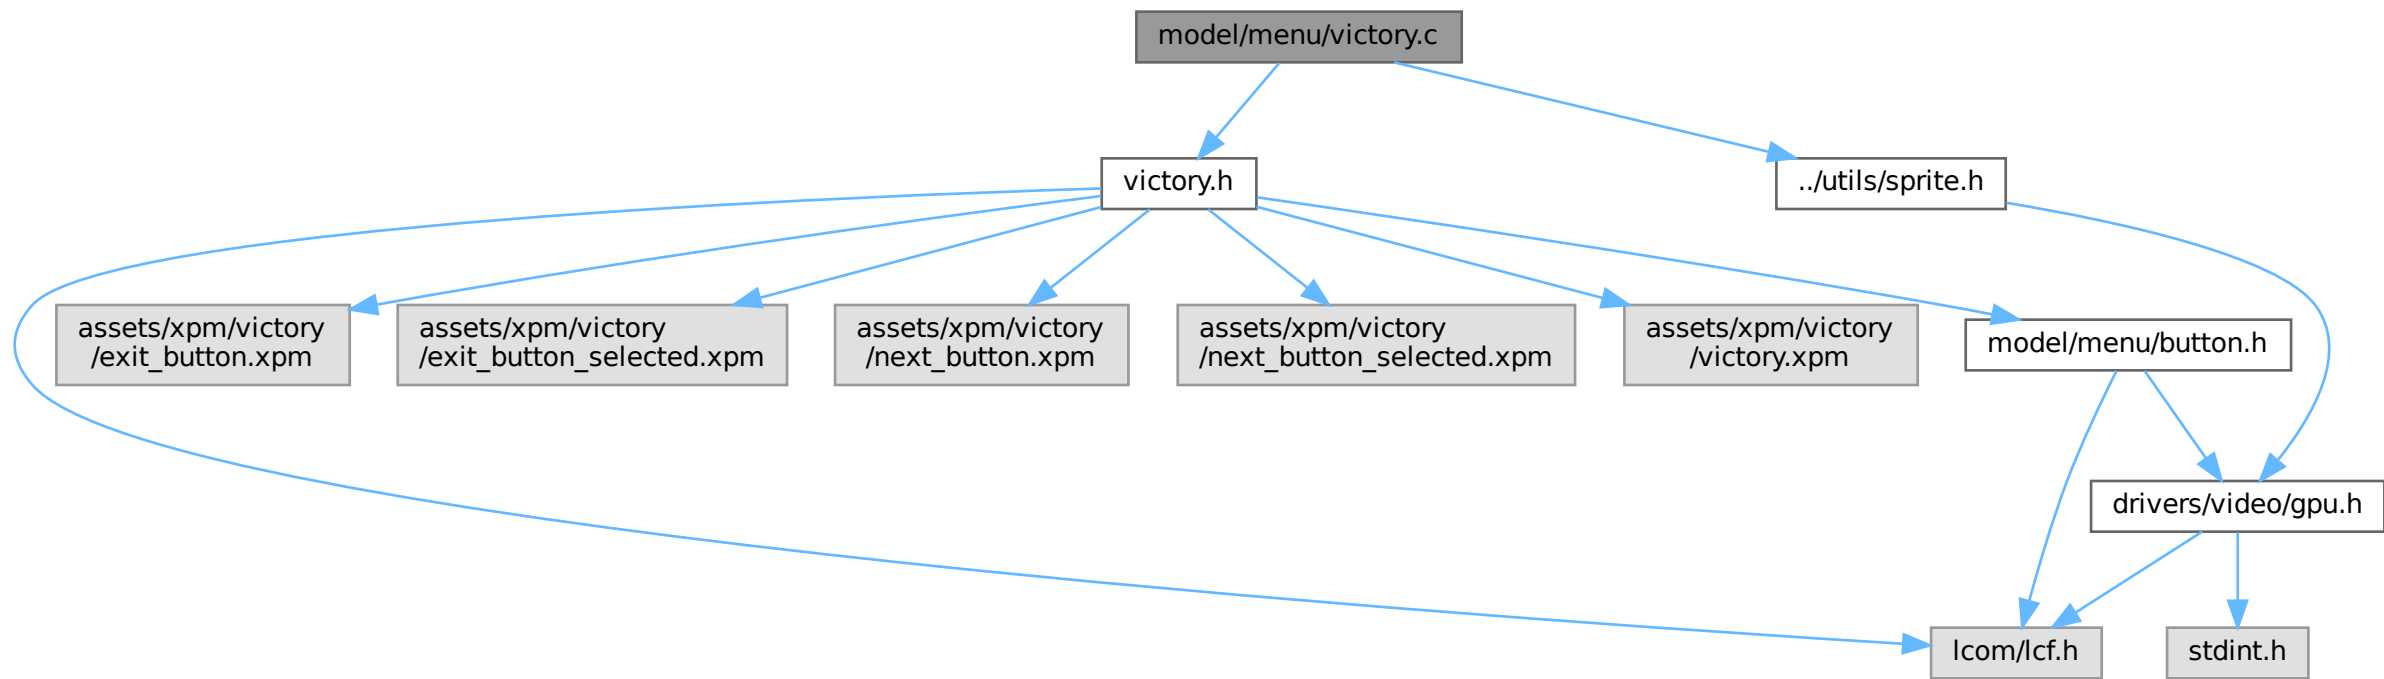 model/menu/victory.c
victory.h
../utils/sprite.h
assets/xpm/victory
/exit_button.xpm
assets/xpm/victory
/exit_button_selected.xpm
assets/xpm/victory
/next_button.xpm
assets/xpm/victory
/next_button_selected.xpm
assets/xpm/victory
/victory.xpm
model/menu/button.h
drivers/video/gpu.h
lcom/lcf.h
stdint.h